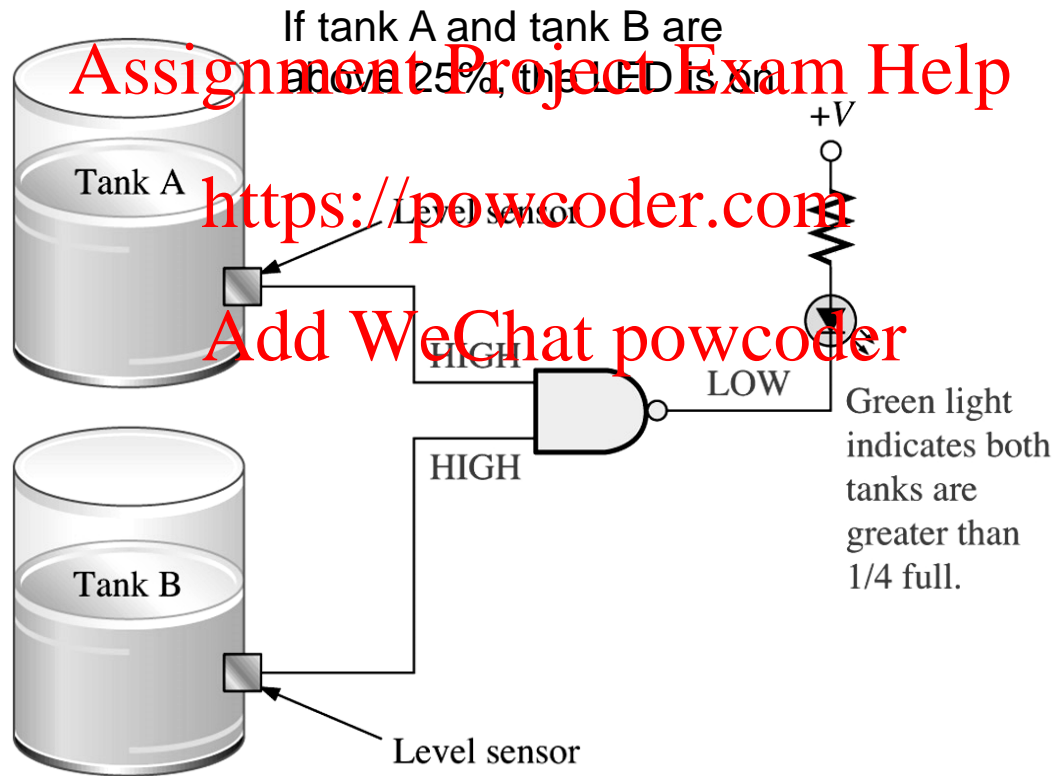 If tank A and tank B are
above 25%, the LED is on
Assignment Project Exam Help
+V
Tank A
https://powcoder.com
Level sensor
Add WeChat powcoder
HIGH
LOW
HIGH
Green light
indicates both
tanks are
greater than
1/4 full.
Tank B
Level sensor